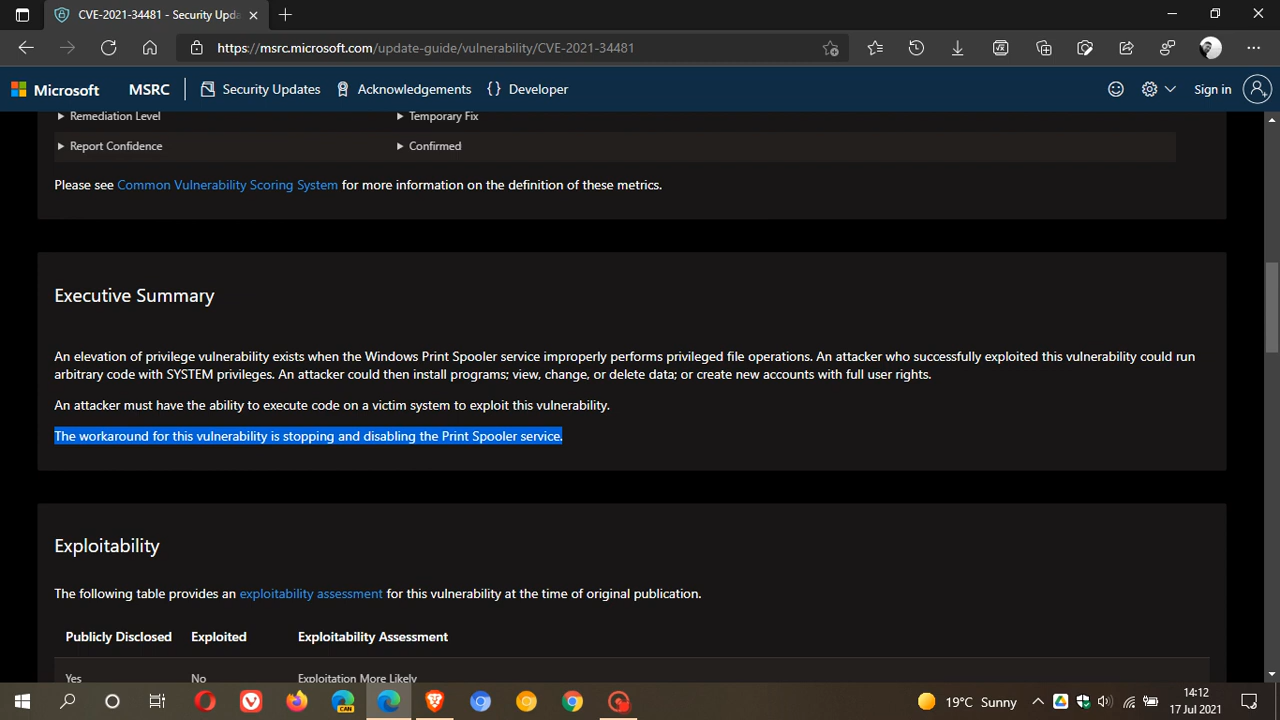 CVE-2021-34481 - Security Upda
https://msrc.microsoft.com/update-guide/vulnerability/CVE-2021-34481
Microsoft MSRC Security Updates Acknowledgements Developer Sign in
Remediation Level Temporary Fix
Report Confidence Confirmed
Please see Common Vulnerability Scoring System for more information on the definition of these metrics.
Executive Summary
An elevation of privilege vulnerability exists when the Windows Print Spooler service improperly performs privileged file operations. An attacker who successfully exploited this vulnerability could run
arbitrary code with SYSTEM privileges. An attacker could then install programs; view, change, or delete data; or create new accounts with full user rights.
An attacker must have the ability to execute code on a victim system to exploit this vulnerability.
The workaround for this vulnerability is stopping and disabling the Print Spooler service.
Exploitability
The following table provides an exploitability assessment for this vulnerability at the time of original publication.
Publicly Disclosed Exploited Exploitability Assessment
Yes No Exploitation More Likely
CAN
19°C Sunny
14:12
17 Jul 2021